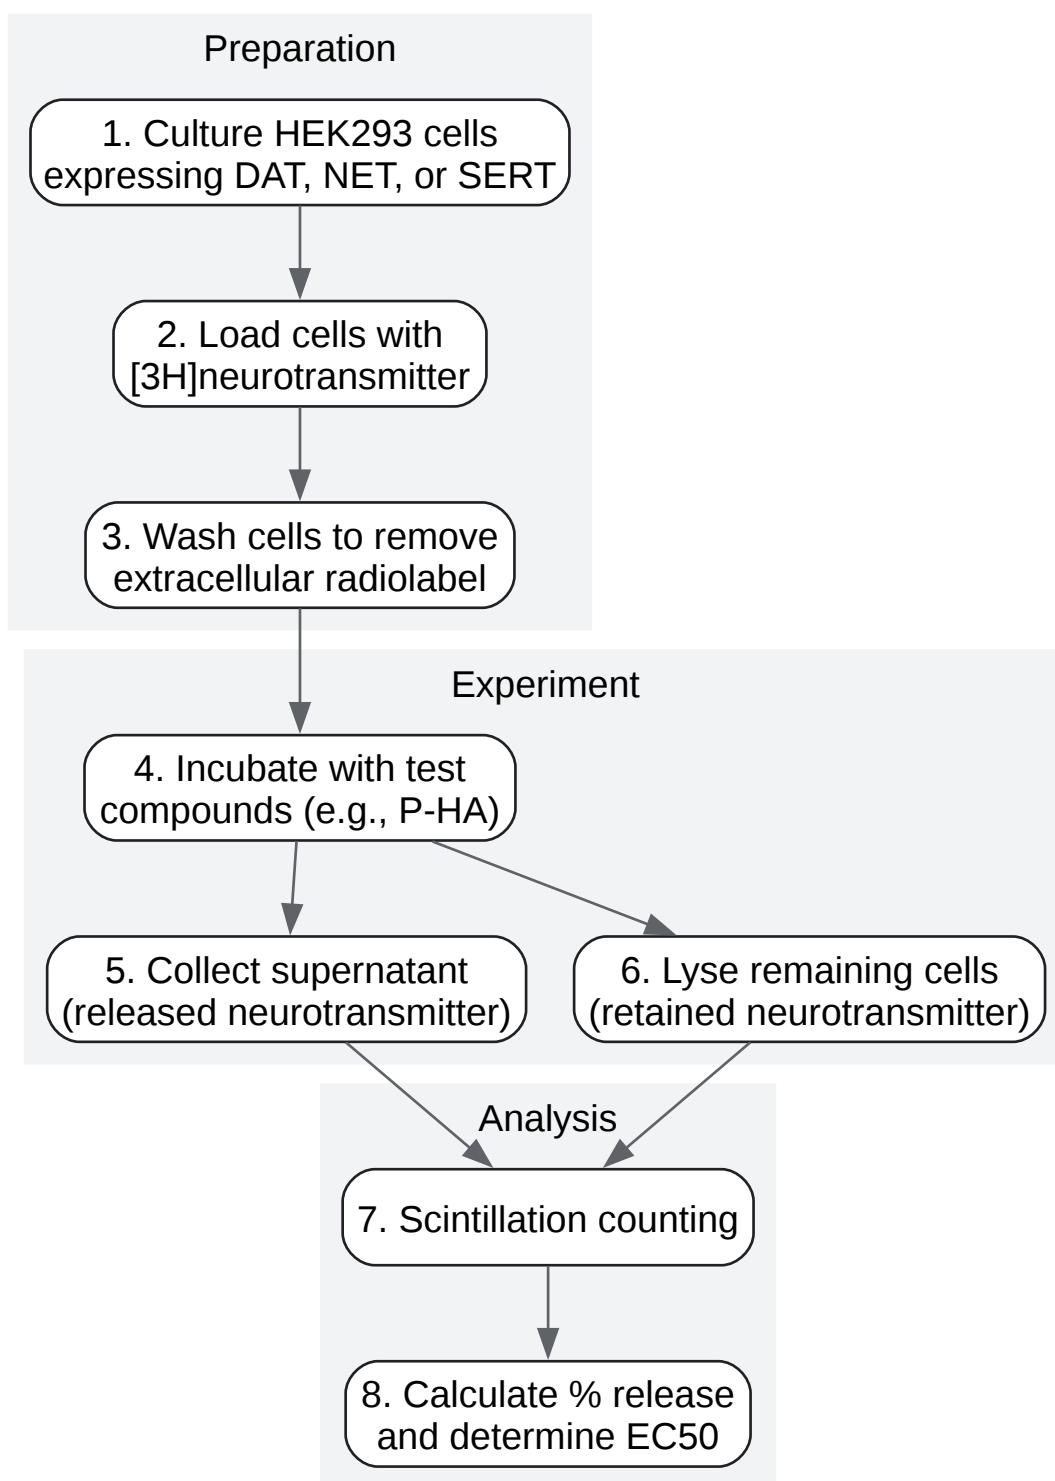 Preparation
1. Culture HEK293 cells
expressing DAT, NET, or SERT
2. Load cells with
[3H]neurotransmitter
3. Wash cells to remove
extracellular radiolabel
Experiment
4. Incubate with test
compounds (e.g., P-HA)
5. Collect supernatant
(released neurotransmitter)
6. Lyse remaining cells
(retained neurotransmitter)
Analysis
7. Scintillation counting
8. Calculate % release
and determine EC50